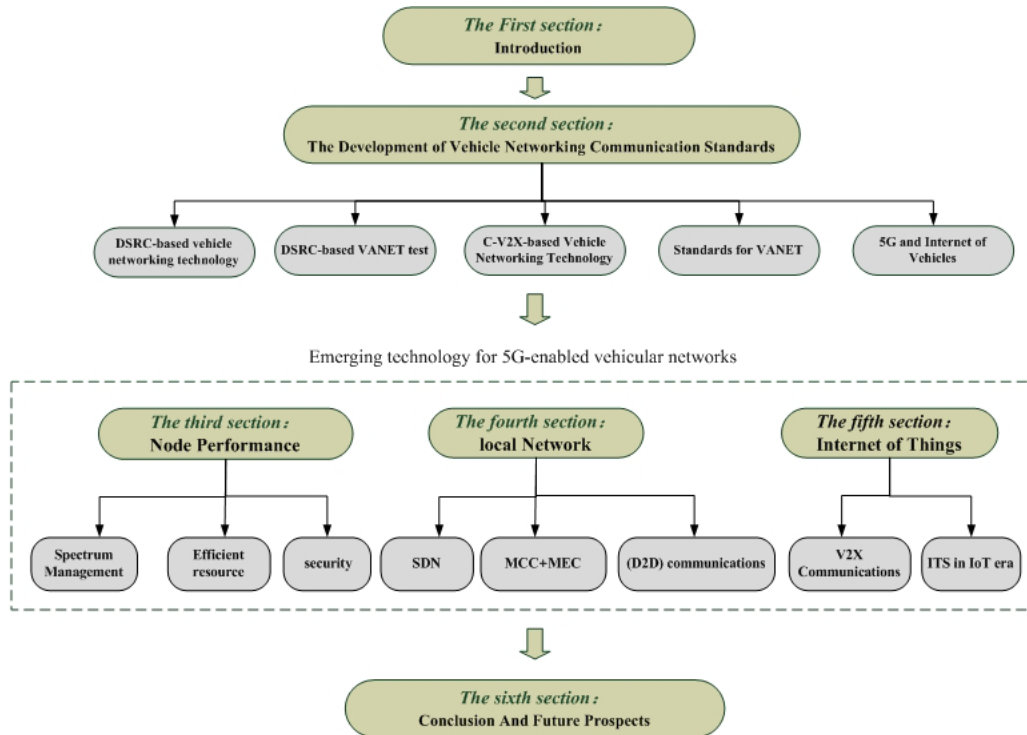 The First section：
Introduction
The second section：
The Development of Vehicle Networking Communication Standards
DSRC-based vehicle
networking technology
DSRC-based VANET test
C-V2X-based Vehicle
Networking Technology
Standards for VANET
5G and Internet of
Vehicles
Emerging technology for 5G-enabled vehicular networks
The third section：
Node Performance
The fourth section：
local Network
The fifth section：
Internet of Things
Spectrum
Management
Efficient
resource
security
SDN
MCC+MEC
(D2D) communications
V2X
Communications
ITS in IoT era
The sixth section：
Conclusion And Future Prospects